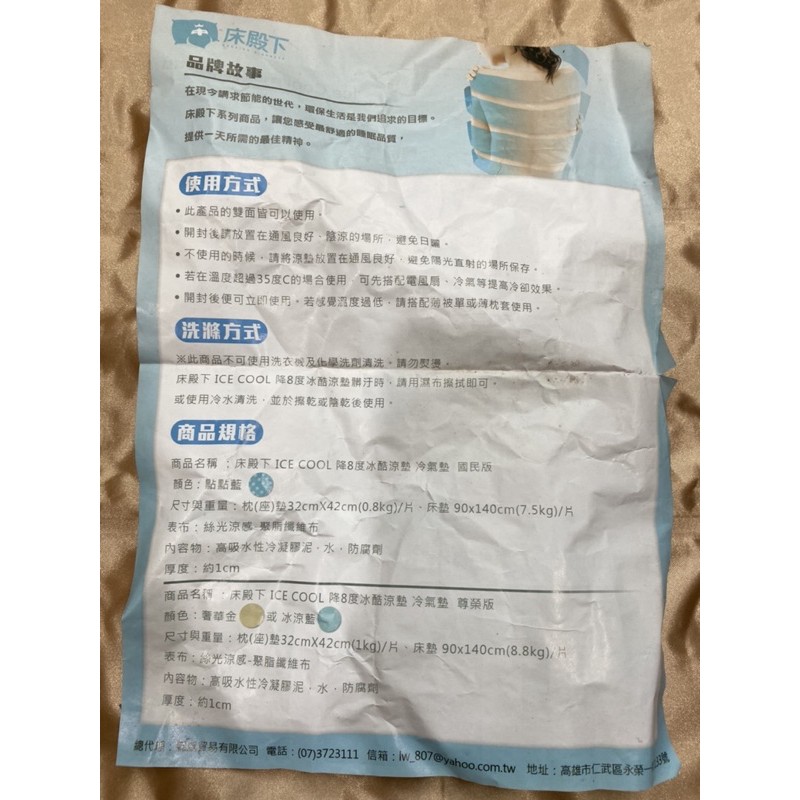 床殿下
品牌故事
在現今講求節能的世代，環保生活是我們追求的目標。
床殿下系列商品，讓您感受最舒適的睡眠品質，
提供一天所需的最佳精神。
使用方式
• 此產品的雙面皆可以使用。
• 開封後請放置在通風良好、陰涼的場所，避免日曬。
• 不使用的時候，請將涼墊放置在通風良好、避免陽光直射的場所保存。
• 若在溫度超過35度C的場合使用，可先搭配電風扇、冷氣等提高冷卻效果。
• 開封後便可立即使用。若感覺溫度過低，請搭配薄被單或薄枕套使用。
洗滌方式
※此商品不可使用洗衣機及化學洗劑清洗。請勿熨燙。
床殿下 ICE COOL 降8度冰酷涼墊髒汙時，請用濕布擦拭即可。
或使用冷水清洗，並於擦乾或陰乾後使用。
商品規格
商品名稱：床殿下 ICE COOL 降8度冰酷涼墊 冷氣墊 國民版
顏色：點點藍
尺寸與重量：枕(座)墊32cmX42cm(0.8kg)/片、床墊 90x140cm(7.5kg)/片
表布：絲光涼感-聚脂纖維布
內容物：高吸水性冷凝膠泥、水、防腐劑
厚度：約1cm
商品名稱：床殿下 ICE COOL 降8度冰酷涼墊 冷氣墊 尊榮版
顏色：奢華金 或 冰涼藍
尺寸與重量：枕(座)墊32cmX42cm(1kg)/片、床墊 90x140cm(8.8kg)/片
表布：絲光涼感-聚脂纖維布
內容物：高吸水性冷凝膠泥、水、防腐劑
厚度：約1cm
總代理：貿易有限公司 電話：(07)3723111 信箱：lw_807@yahoo.com.tw 地址：高雄市仁武區永榮一